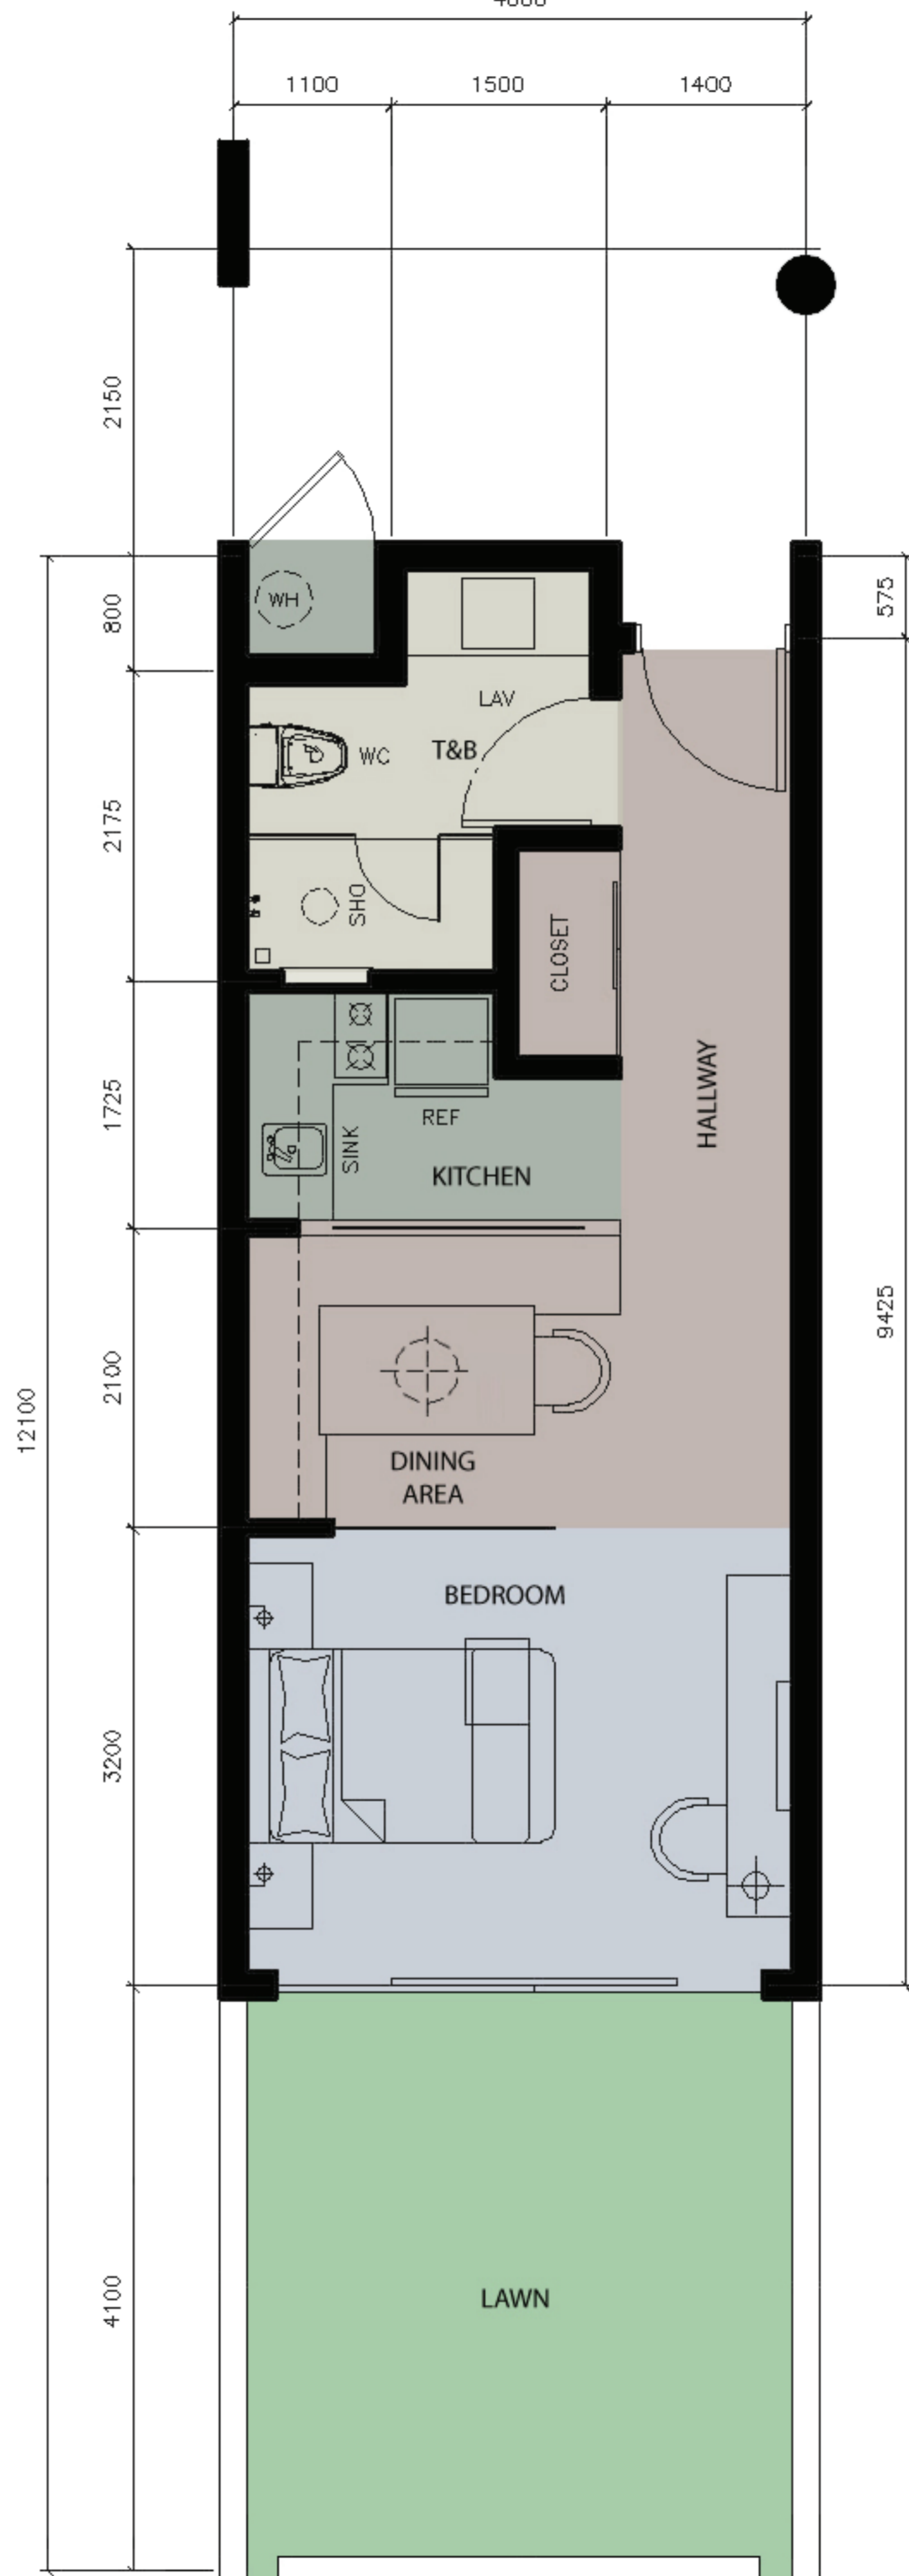 1100
1500
1400
2150
WH
800
575
LAV
T&B
WC
2175
SHO
CLOSET
HALLWAY
1725
REF
SINK
KITCHEN
9425
2100
12100
DINING
AREA
BEDROOM
3200
LAWN
4100